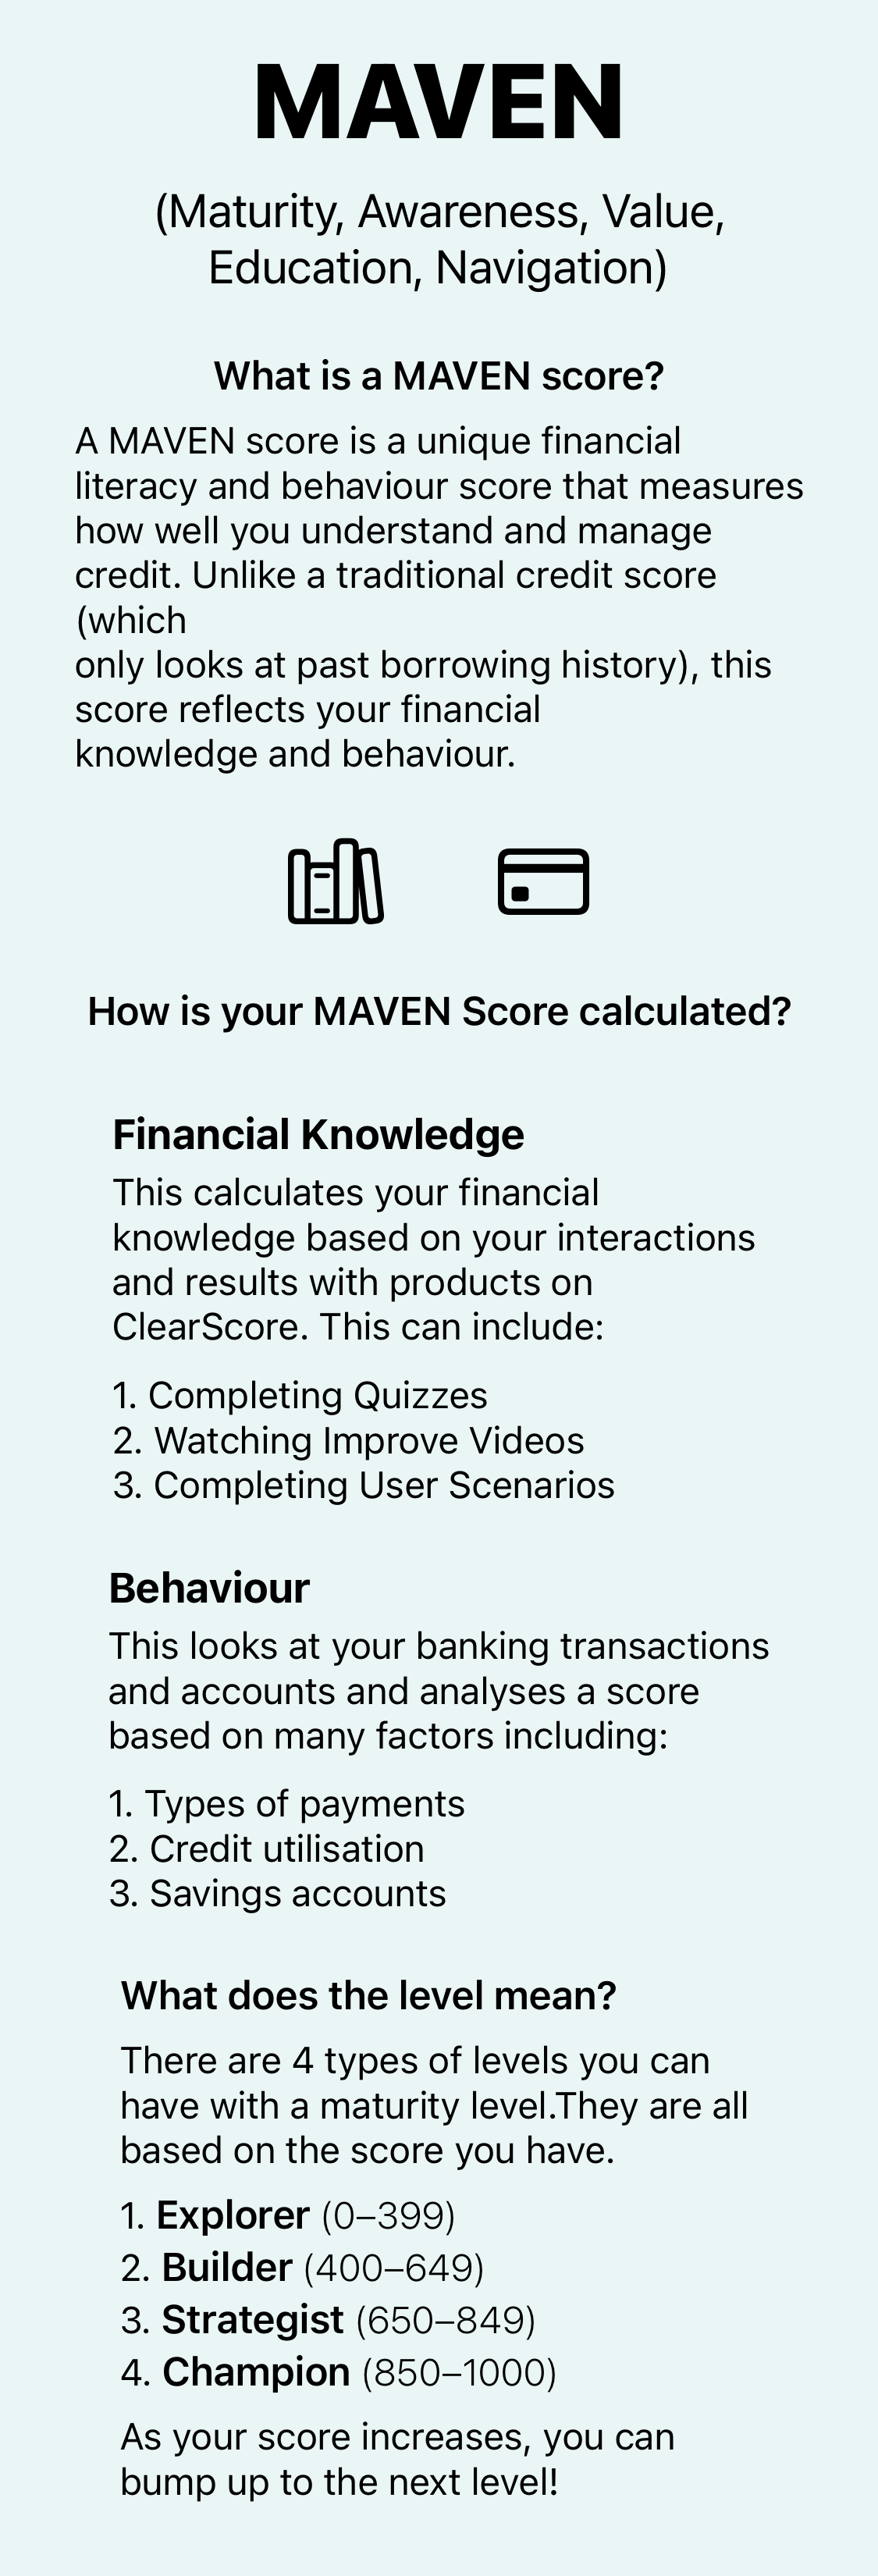 MAVEN
(Maturity, Awareness, Value,
Education, Navigation)
What is a MAVEN score?
A MAVEN score is a unique financial
literacy and behaviour score that measures
how well you understand and manage
credit. Unlike a traditional credit score
(which
only looks at past borrowing history), this
score reflects your financial
knowledge and behaviour.
How is your MAVEN Score calculated?
Financial Knowledge
This calculates your financial
knowledge based on your interactions
and results with products on
ClearScore. This can include:
1. Completing Quizzes
2. Watching Improve Videos
3. Completing User Scenarios
Behaviour
This looks at your banking transactions
and accounts and analyses a score
based on many factors including:
1. Types of payments
2. Credit utilisation
3. Savings accounts
What does the level mean?
There are 4 types of levels you can
have with a maturity level.They are all
based on the score you have.
1. Explorer (0–399)
2. Builder (400–649)
3. Strategist (650–849)
4. Champion (850–1000)
As your score increases, you can
bump up to the next level!